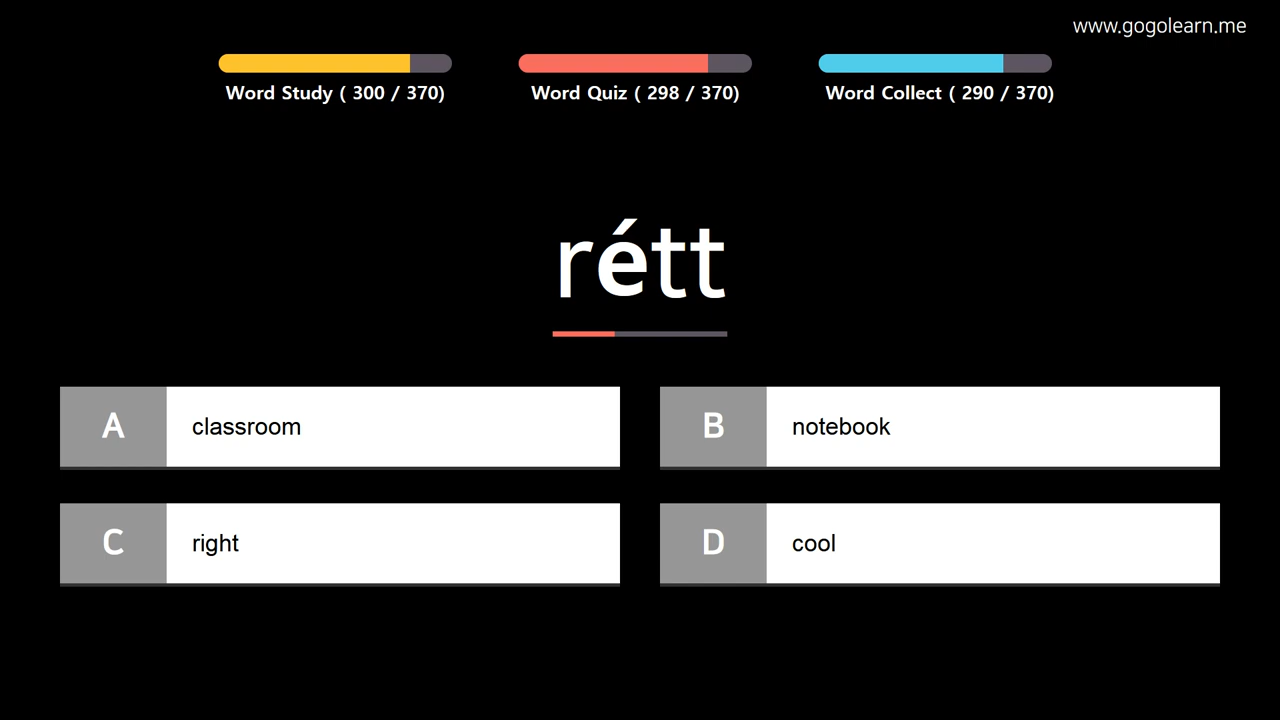 www.gogolearn.me
Word Study ( 300 / 370) Word Quiz ( 298 / 370) Word Collect ( 290 / 370)
rétt
A classroom
B notebook
C right
D cool